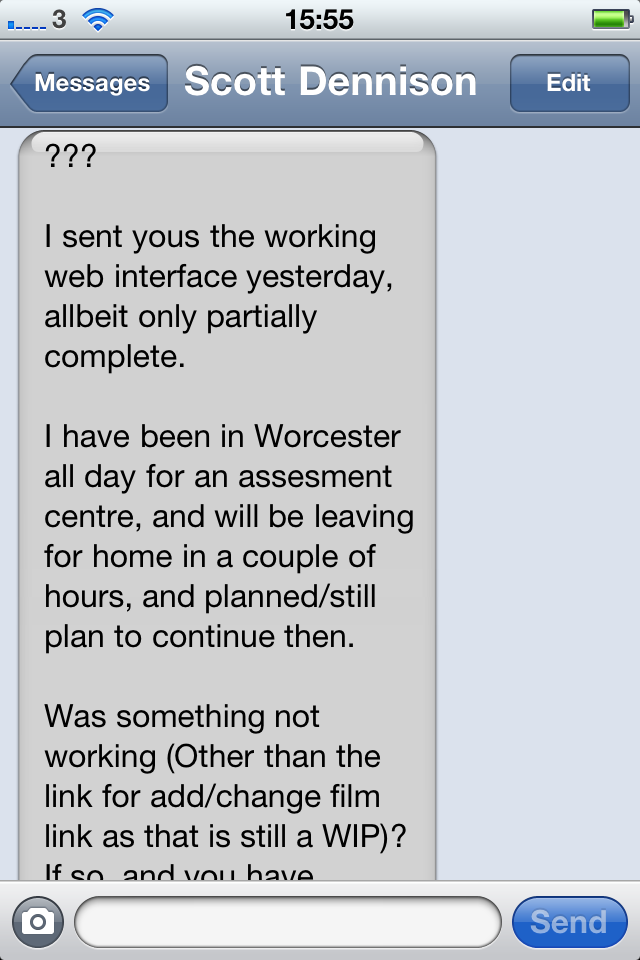 3 15:55
Messages Scott Dennison Edit
???
I sent yous the working
web interface yesterday,
allbeit only partially
complete.
I have been in Worcester
all day for an assesment
centre, and will be leaving
for home in a couple of
hours, and planned/still
plan to continue then.
Was something not
working (Other than the
link for add/change film
link as that is still a WIP)?
If so, and you have
Send